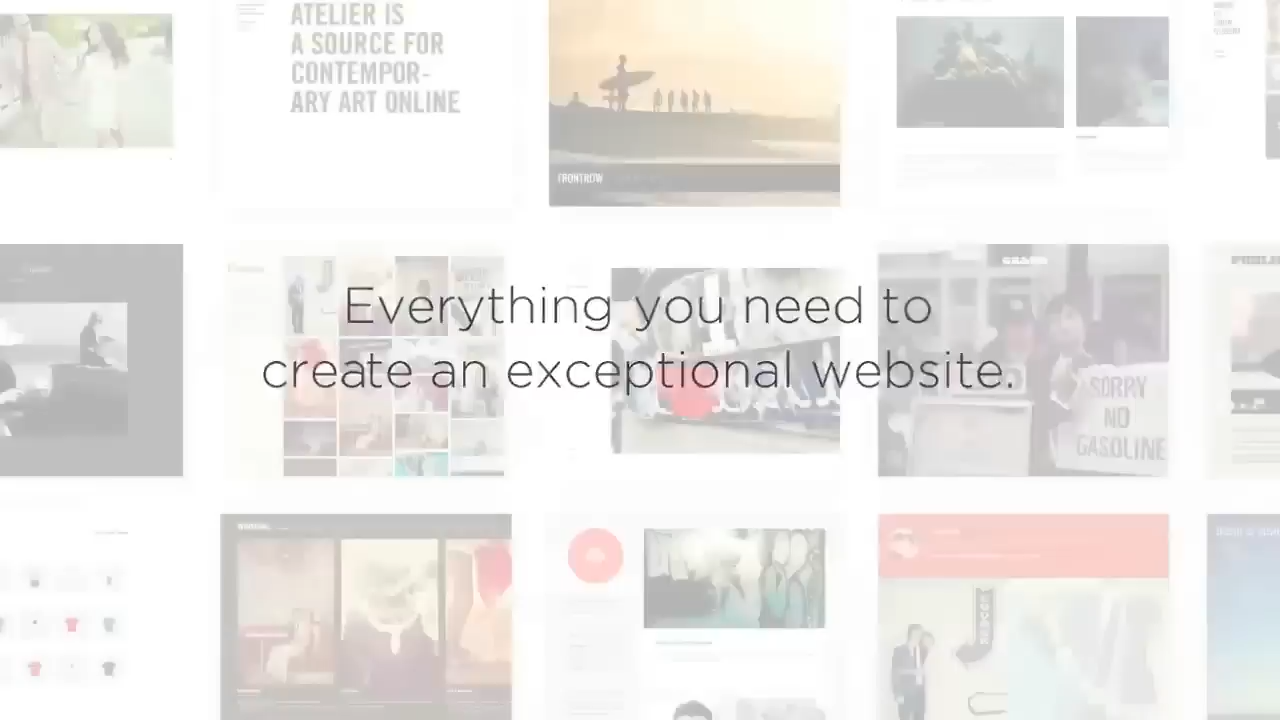 ATELIER IS
A SOURCE FOR
CONTEMPOR-
ARY ART ONLINE
FRONTROW
Everything you need to
create an exceptional website.
SORRY
NO
GASOLINE